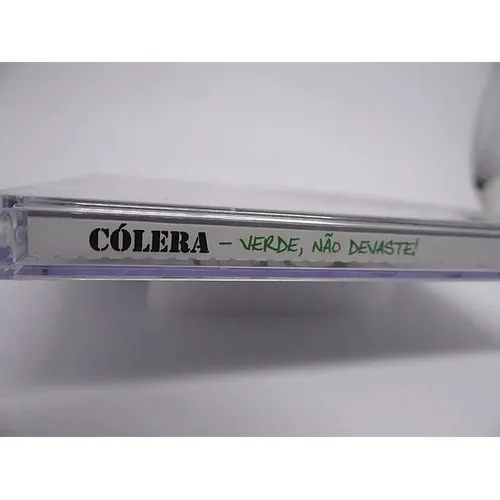 CÓLERA – VERDE, NÃO DEVASTE!